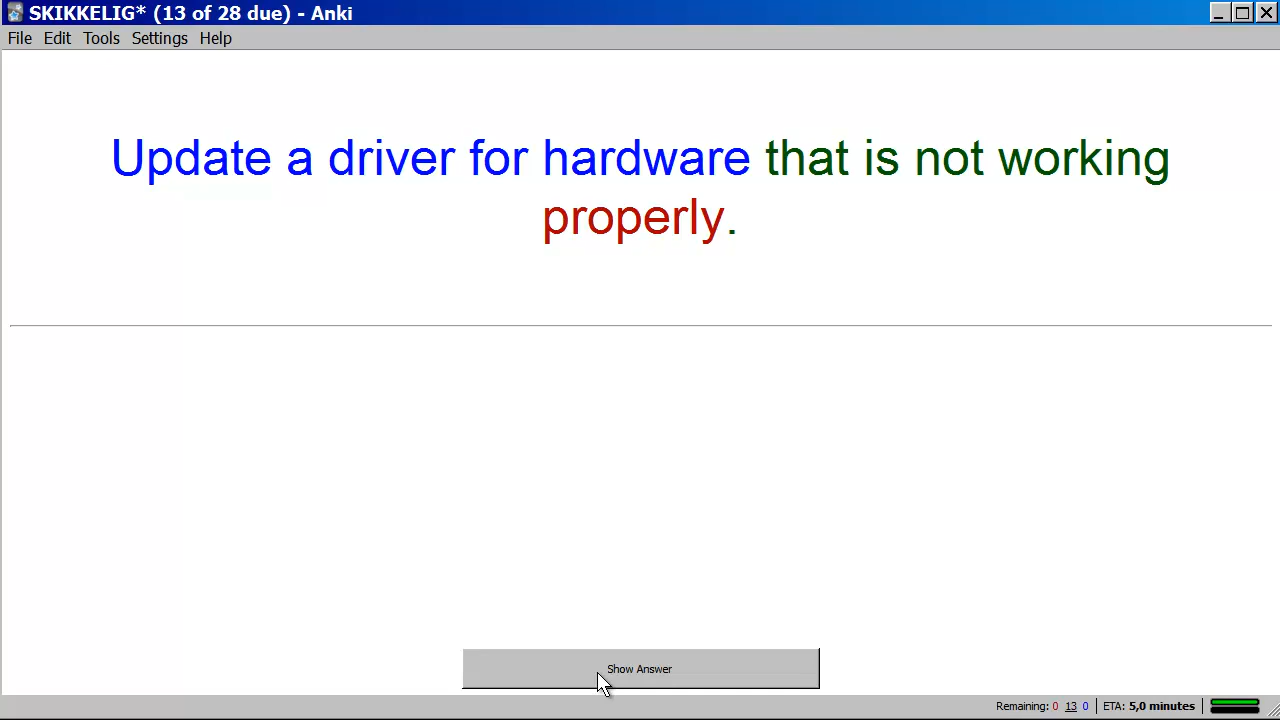 SKIKKELIG* (13 of 28 due) - Anki
File Edit Tools Settings Help
Update a driver for hardware that is not working
properly.
Show Answer
Remaining: 0 13 0 ETA: 5,0 minutes